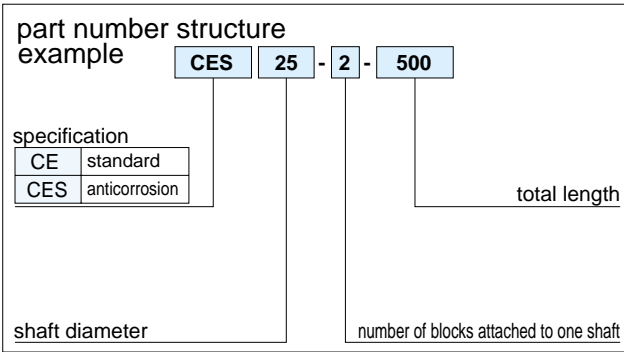 part number structure
example
CES 25 - 2 - 500
specification
CE standard
CES anticorrosion
total length
shaft diameter
number of blocks attached to one shaft